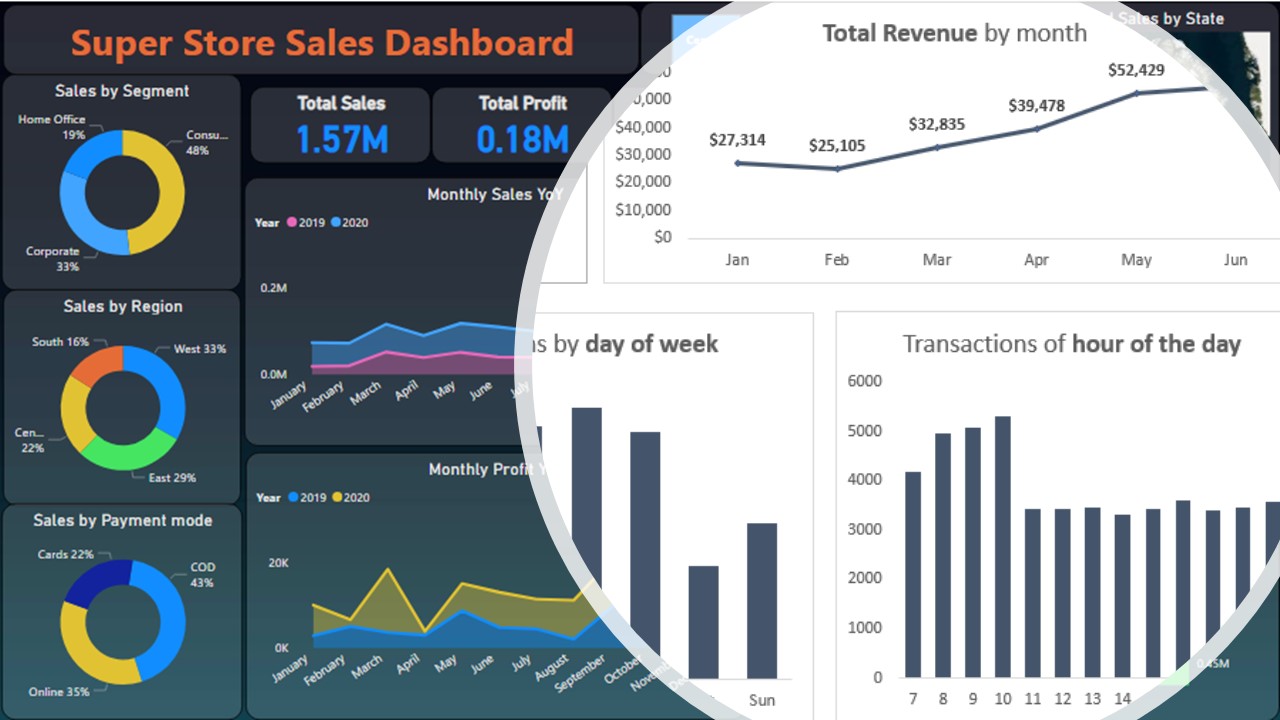 Super Store Sales Dashboard
Sales by Segment
Home Office
19%
Consu...
48%
Corporate
33%
Sales by Region
South 16%
West 33%
Cen...
22%
East 29%
Sales by Payment mode
Cards 22%
COD
43%
Online 35%
Total Sales
1.57M
Total Profit
0.18M
Monthly Sales YoY
Year 2019 2020
0.2M
0.0M
January February March April May June July
Monthly Profit Y
Year 2019 2020
20K
0K
January February March April May June July August September October
Sales by State
Total Revenue by month
$40,000
$30,000
$20,000
$10,000
$0
$27,314
$25,105
$32,835
$39,478
$52,429
Jan Feb Mar Apr May Jun
by day of week
Sun
Transactions of hour of the day
6000
5000
4000
3000
2000
1000
0
7 8 9 10 11 12 13 14
0.45M